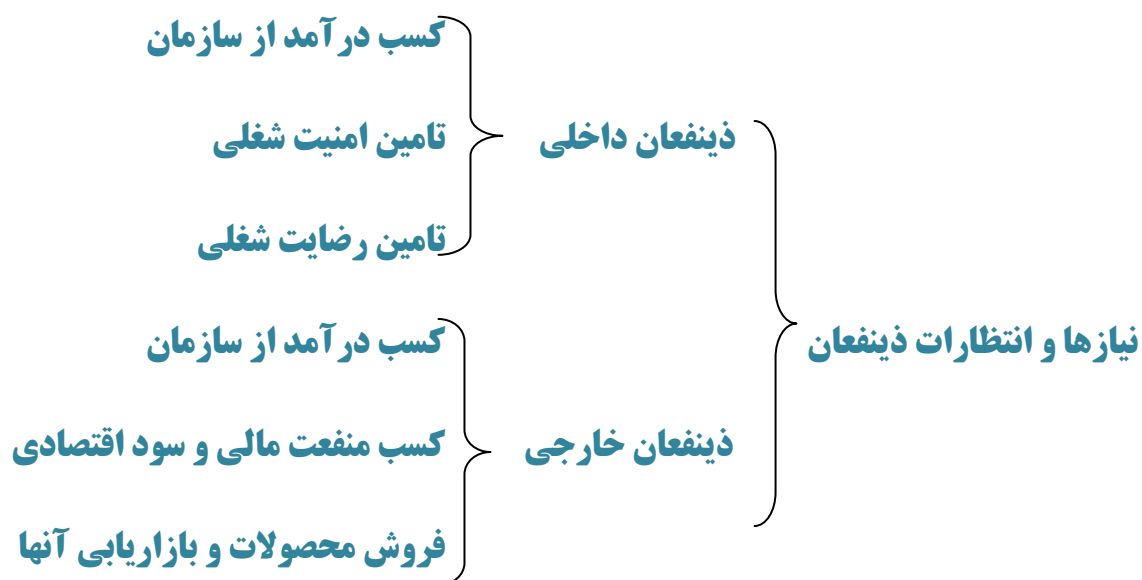 نیازها و انتظارات ذینفعان
ذینفعان داخلی
کسب درآمد از سازمان
تامین امنیت شغلی
تامین رضایت شغلی
ذینفعان خارجی
کسب درآمد از سازمان
کسب منفعت مالی و سود اقتصادی
فروش محصولات و بازاریابی آنها